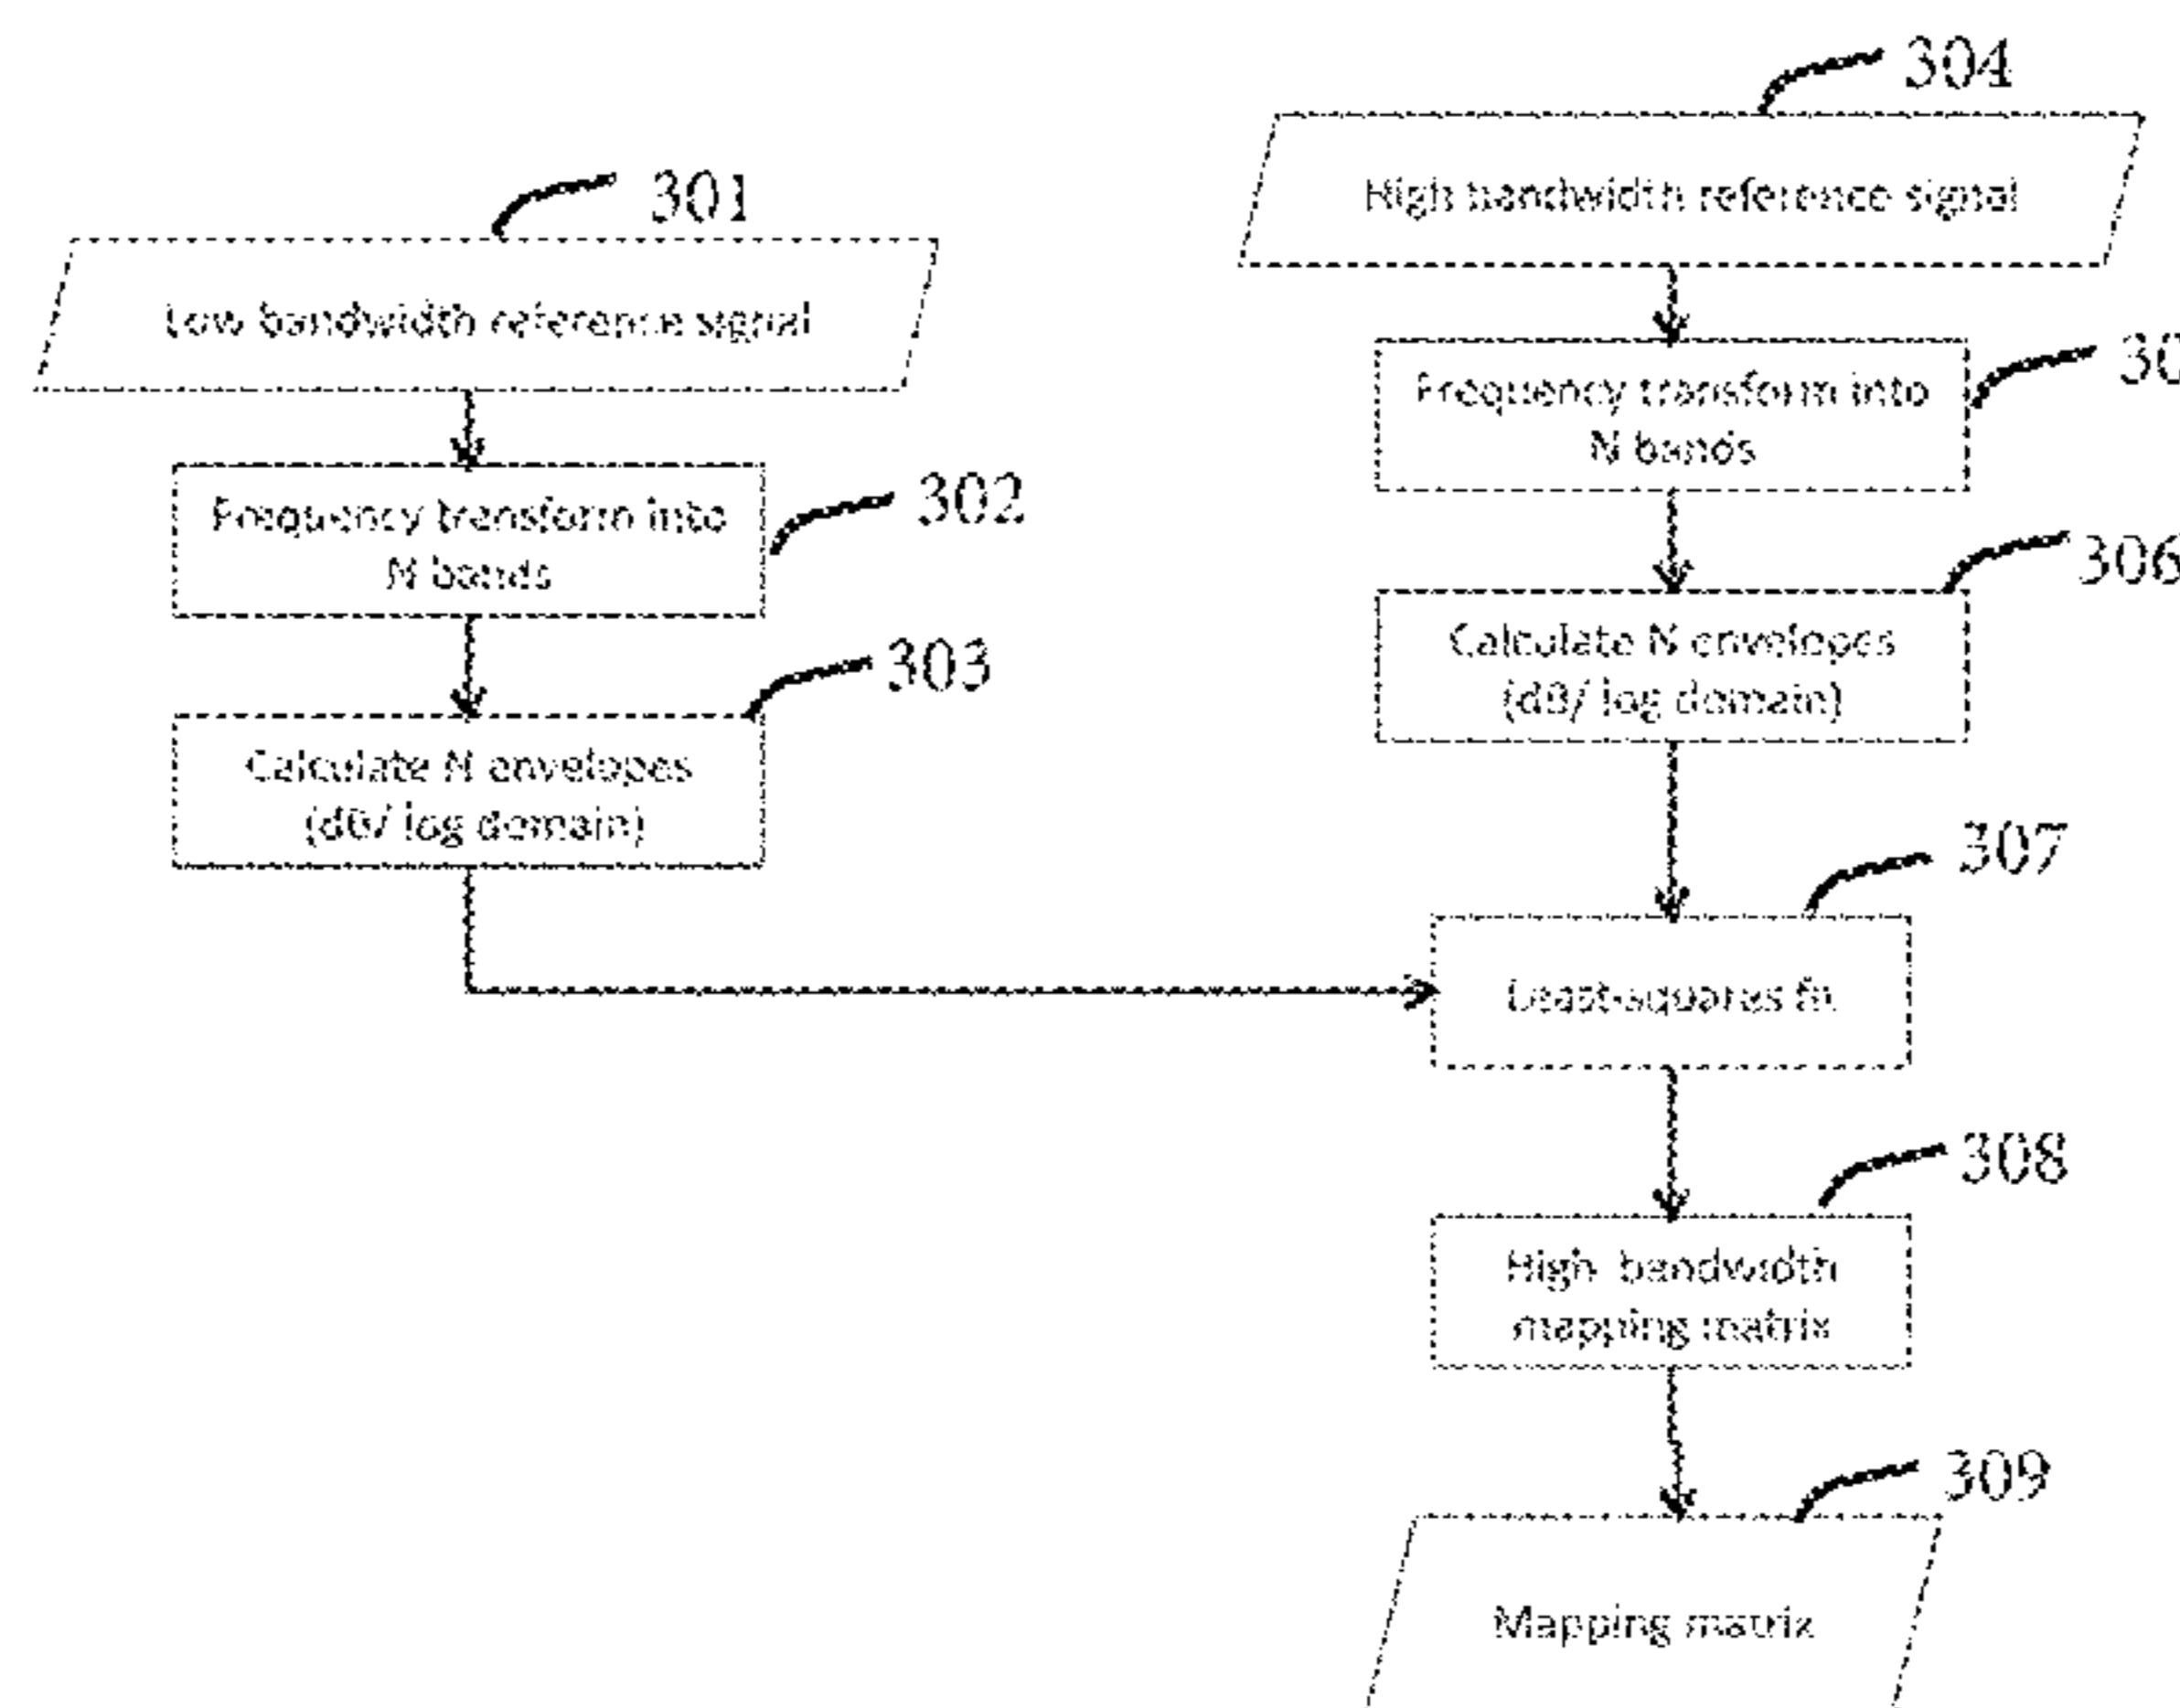 304
High bandwidth reference signal
301
Low bandwidth reference signal
30
Frequency transform into
N bands
302
Frequency transform into
N bands
306
Calculate N envelopes
(dB/ log domain)
303
Calculate N envelopes
(dB/ log domain)
307
Least-squares fit
308
High bandwidth
mapping matrix
309
Mapping matrix